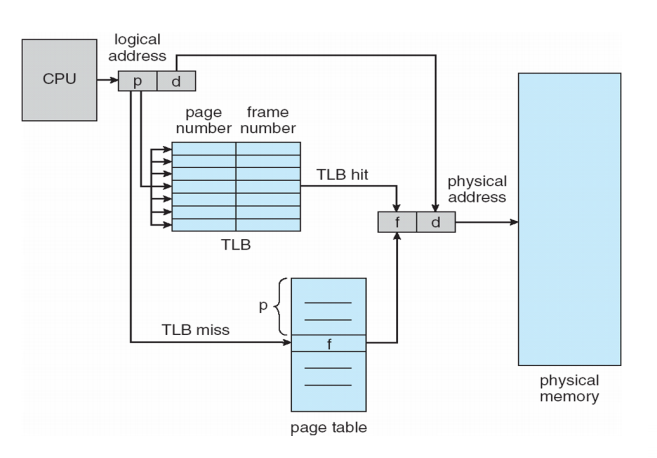 logical
address
CPU
p
d
page
number
frame
number
TLB hit
TLB
physical
address
f
d
p
TLB miss
f
page table
physical
memory